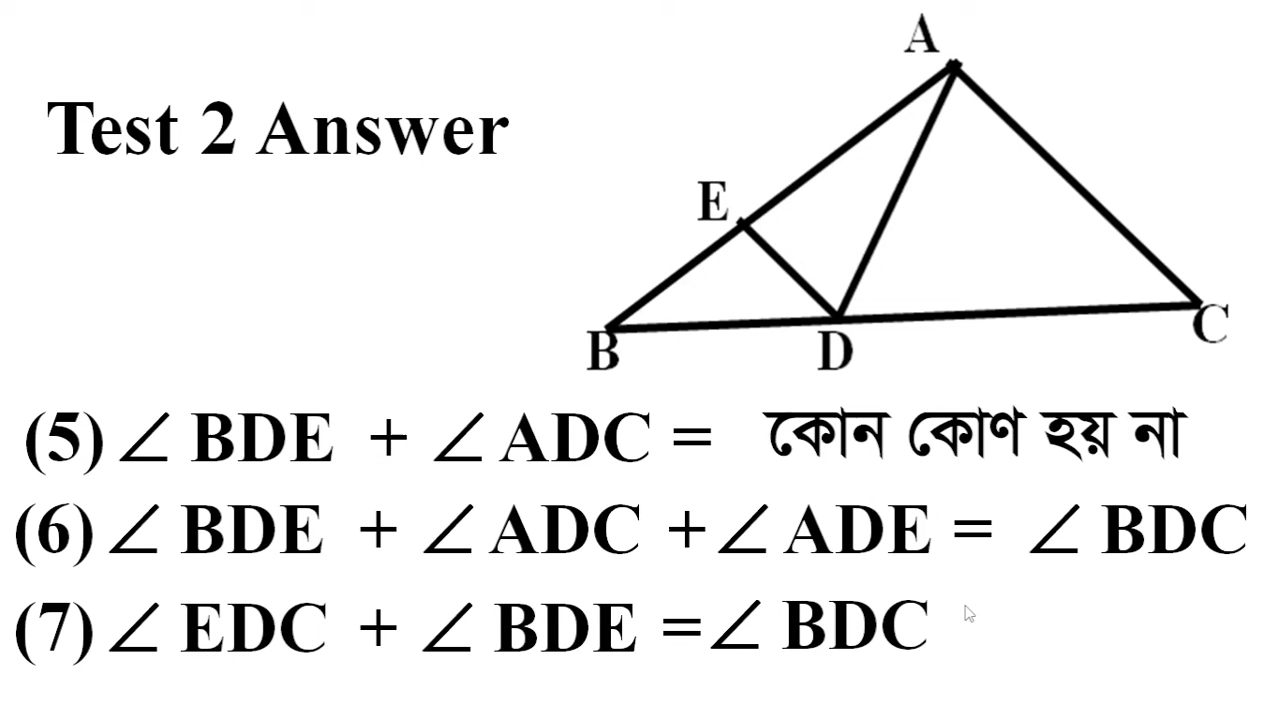 Test 2 Answer
A
E
B
D
C
(5) ∠ BDE + ∠ ADC = কোন কোণ হয় না
(6) ∠ BDE + ∠ ADC + ∠ ADE = ∠ BDC
(7) ∠ EDC + ∠ BDE = ∠ BDC